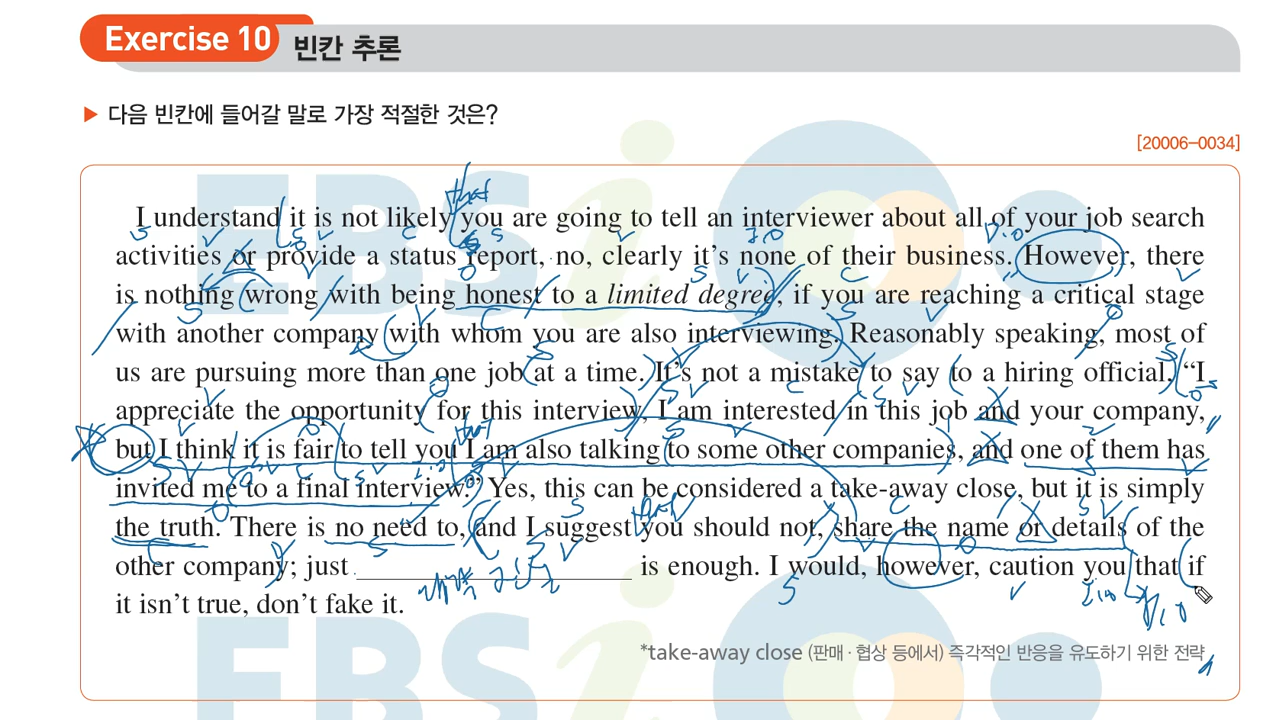 Exercise 10 빈칸 추론
▶ 다음 빈칸에 들어갈 말로 가장 적절한 것은?
[20006-0034]
I understand it is not likely you are going to tell an interviewer about all of your job search
activities or provide a status report, no, clearly it's none of their business. However, there
is nothing wrong with being honest to a limited degree, if you are reaching a critical stage
with another company with whom you are also interviewing. Reasonably speaking, most of
us are pursuing more than one job at a time. It's not a mistake to say to a hiring official, “I
appreciate the opportunity for this interview, I am interested in this job and your company,
but I think it is fair to tell you I am also talking to some other companies, and one of them has
invited me to a final interview.” Yes, this can be considered a take-away close, but it is simply
the truth. There is no need to, and I suggest you should not, share the name or details of the
other company; just ____________________ is enough. I would, however, caution you that if
it isn't true, don't fake it.
*take-away close (판매·협상 등에서) 즉각적인 반응을 유도하기 위한 전략
EBSi
EBSi
that
that
that